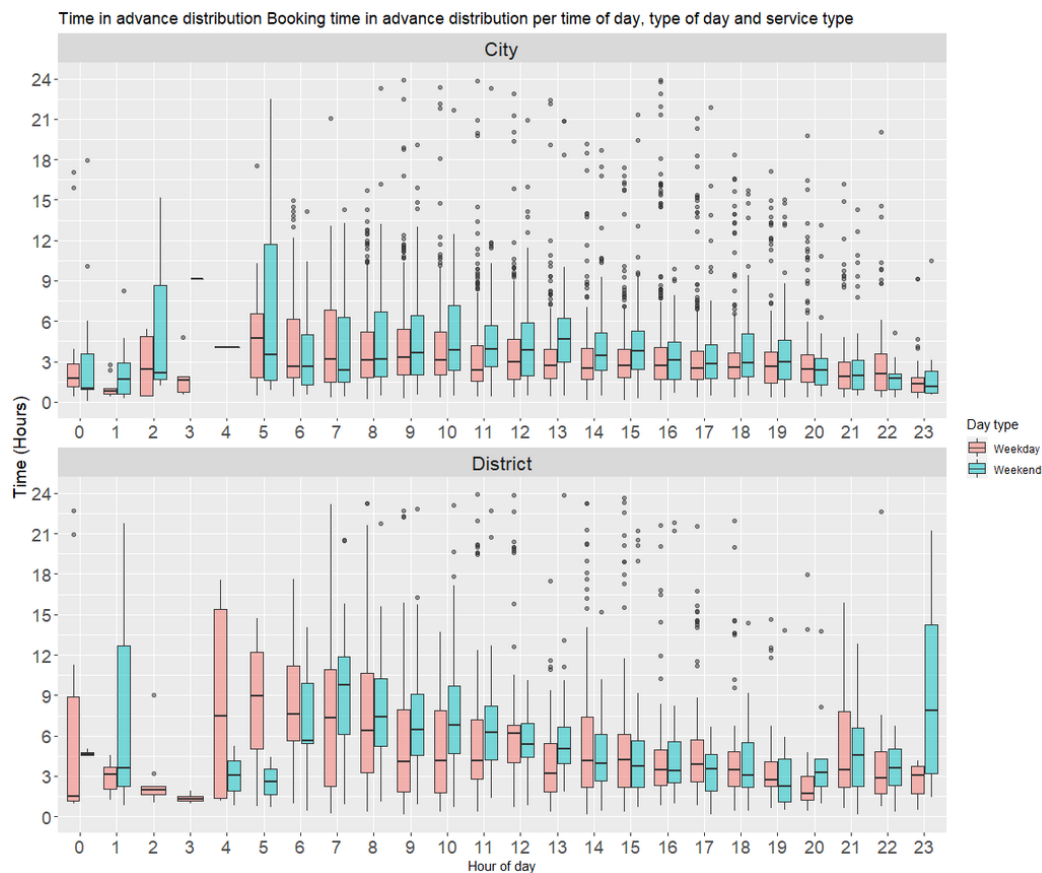 Time in advance distribution Booking time in advance distribution per time of day, type of day and service type
City
24
21
18
15
12
9
6
3
0
0 1 2 3 4 5 6 7 8 9 10 11 12 13 14 15 16 17 18 19 20 21 22 23
Time (Hours)
Day type
Weekday
Weekend
District
24
21
18
15
12
9
6
3
0
0 1 2 3 4 5 6 7 8 9 10 11 12 13 14 15 16 17 18 19 20 21 22 23
Hour of day